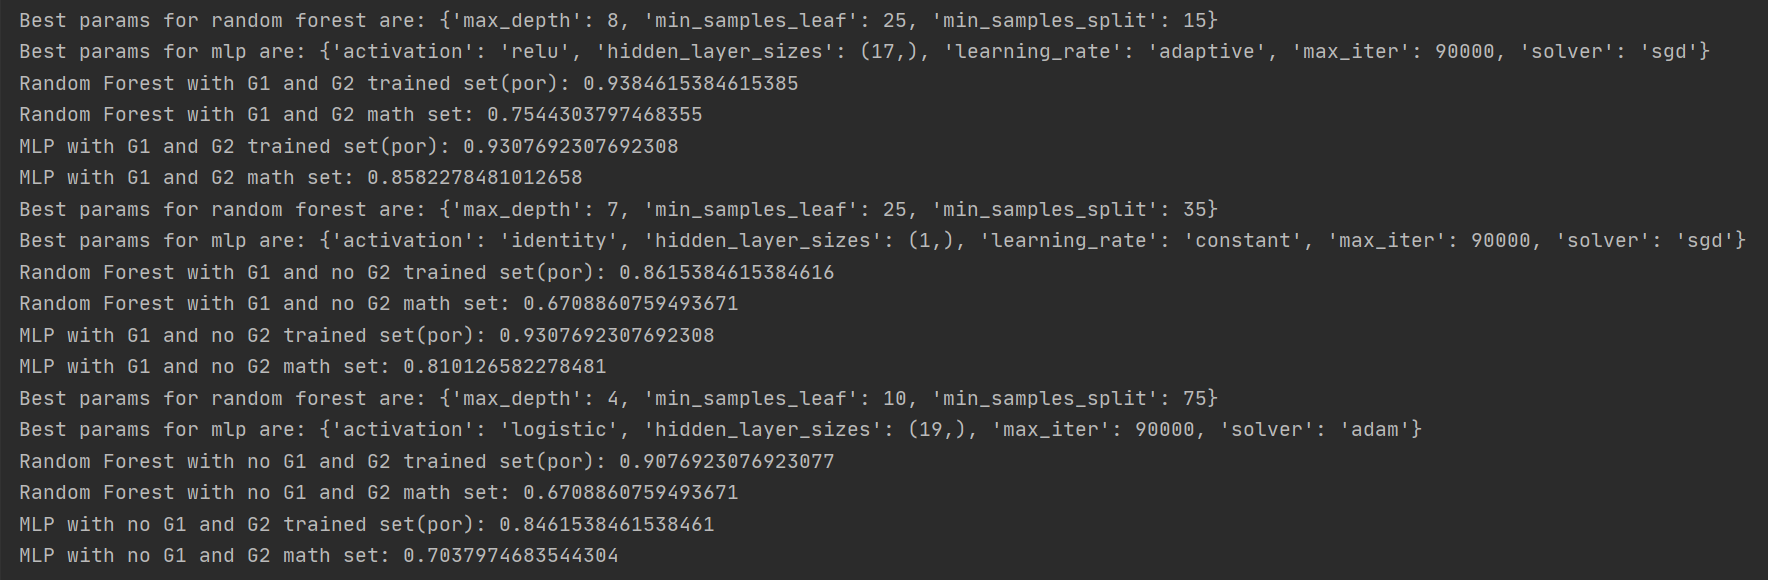 Best params for random forest are: {'max_depth': 8, 'min_samples_leaf': 25, 'min_samples_split': 15}
Best params for mlp are: {'activation': 'relu', 'hidden_layer_sizes': (17,), 'learning_rate': 'adaptive', 'max_iter': 90000, 'solver': 'sgd'}
Random Forest with G1 and G2 trained set(por): 0.9384615384615385
Random Forest with G1 and G2 math set: 0.7544303797468355
MLP with G1 and G2 trained set(por): 0.9307692307692308
MLP with G1 and G2 math set: 0.8582278481012658
Best params for random forest are: {'max_depth': 7, 'min_samples_leaf': 25, 'min_samples_split': 35}
Best params for mlp are: {'activation': 'identity', 'hidden_layer_sizes': (1,), 'learning_rate': 'constant', 'max_iter': 90000, 'solver': 'sgd'}
Random Forest with G1 and no G2 trained set(por): 0.8615384615384616
Random Forest with G1 and no G2 math set: 0.6708860759493671
MLP with G1 and no G2 trained set(por): 0.9307692307692308
MLP with G1 and no G2 math set: 0.810126582278481
Best params for random forest are: {'max_depth': 4, 'min_samples_leaf': 10, 'min_samples_split': 75}
Best params for mlp are: {'activation': 'logistic', 'hidden_layer_sizes': (19,), 'max_iter': 90000, 'solver': 'adam'}
Random Forest with no G1 and G2 trained set(por): 0.9076923076923077
Random Forest with no G1 and G2 math set: 0.6708860759493671
MLP with no G1 and G2 trained set(por): 0.8461538461538461
MLP with no G1 and G2 math set: 0.7037974683544304